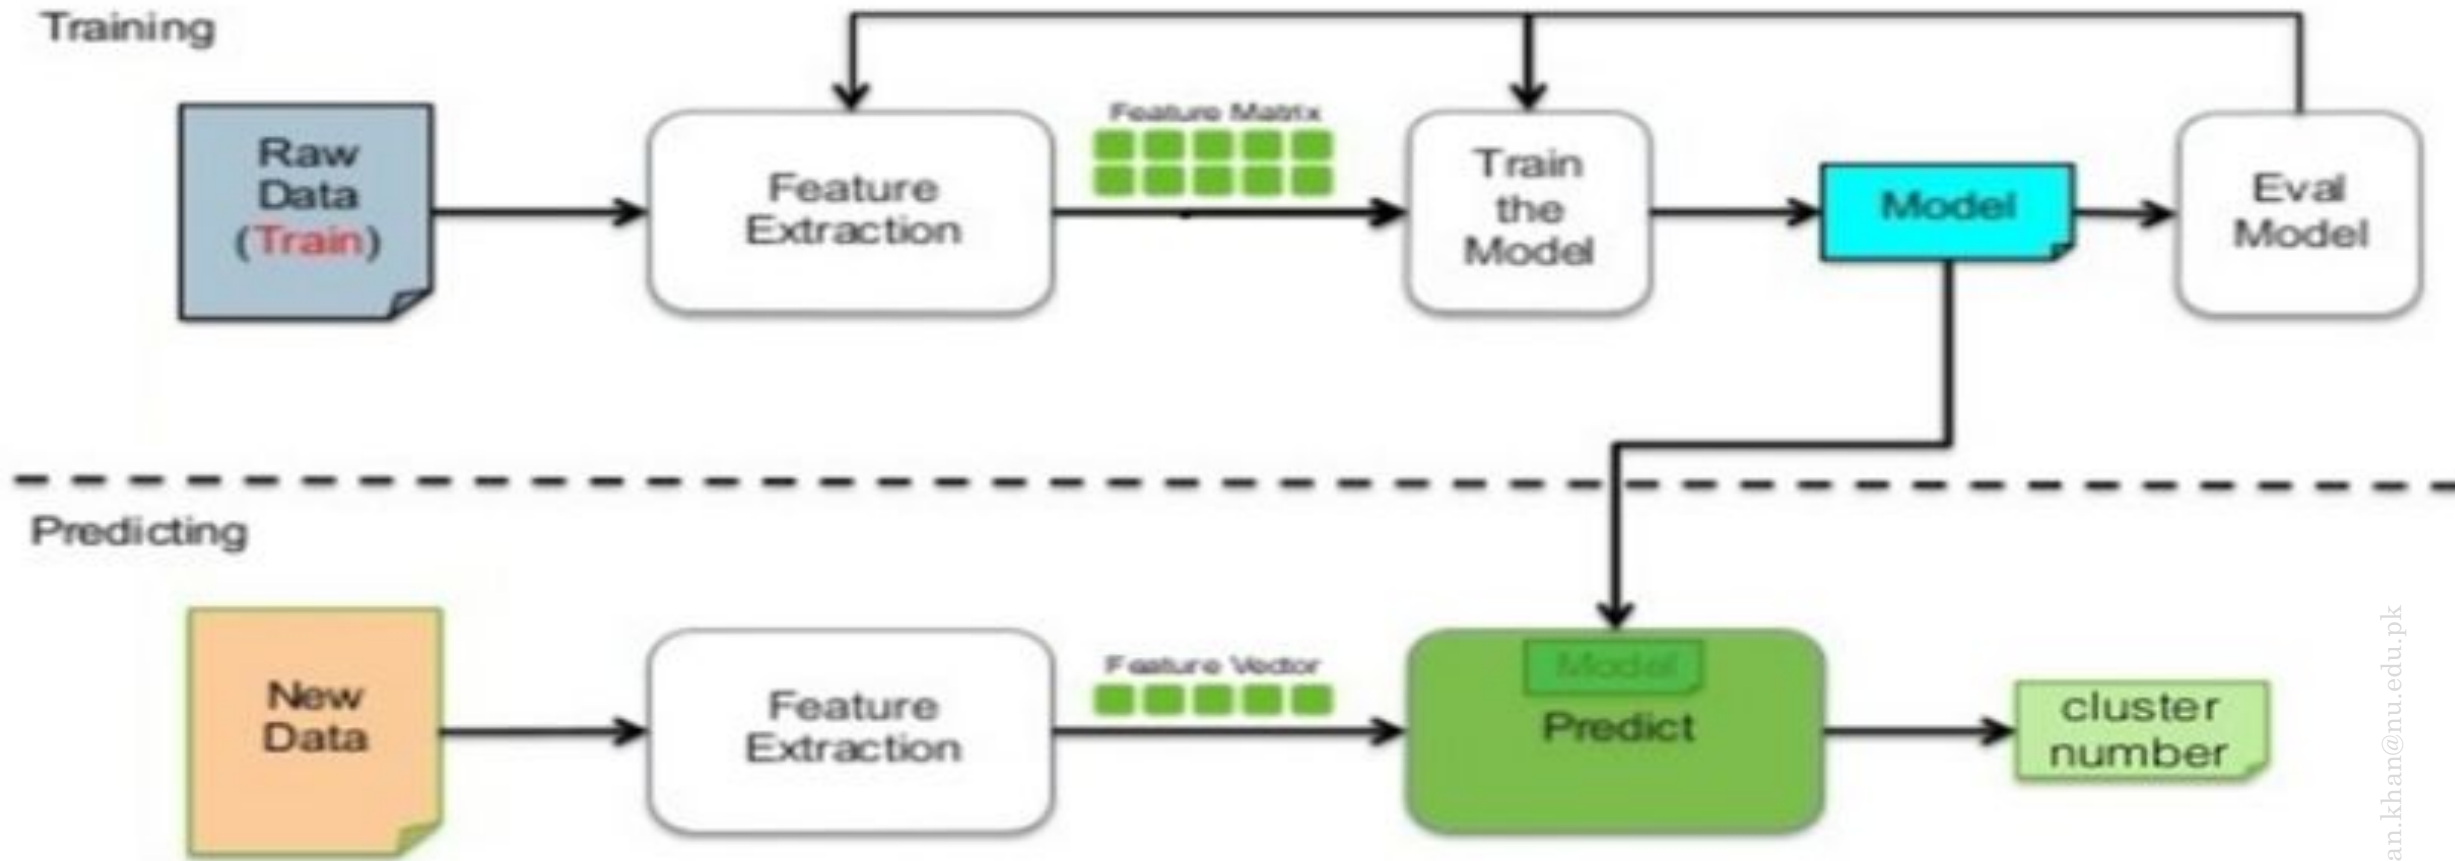 Training
Raw
Data
(Train)
Feature
Extraction
Feature Matrix
Train
the
Model
Model
Eval
Model
Predicting
New
Data
Feature
Extraction
Feature Vector
Model
Predict
cluster
number
an.khan@nu.edu.pk